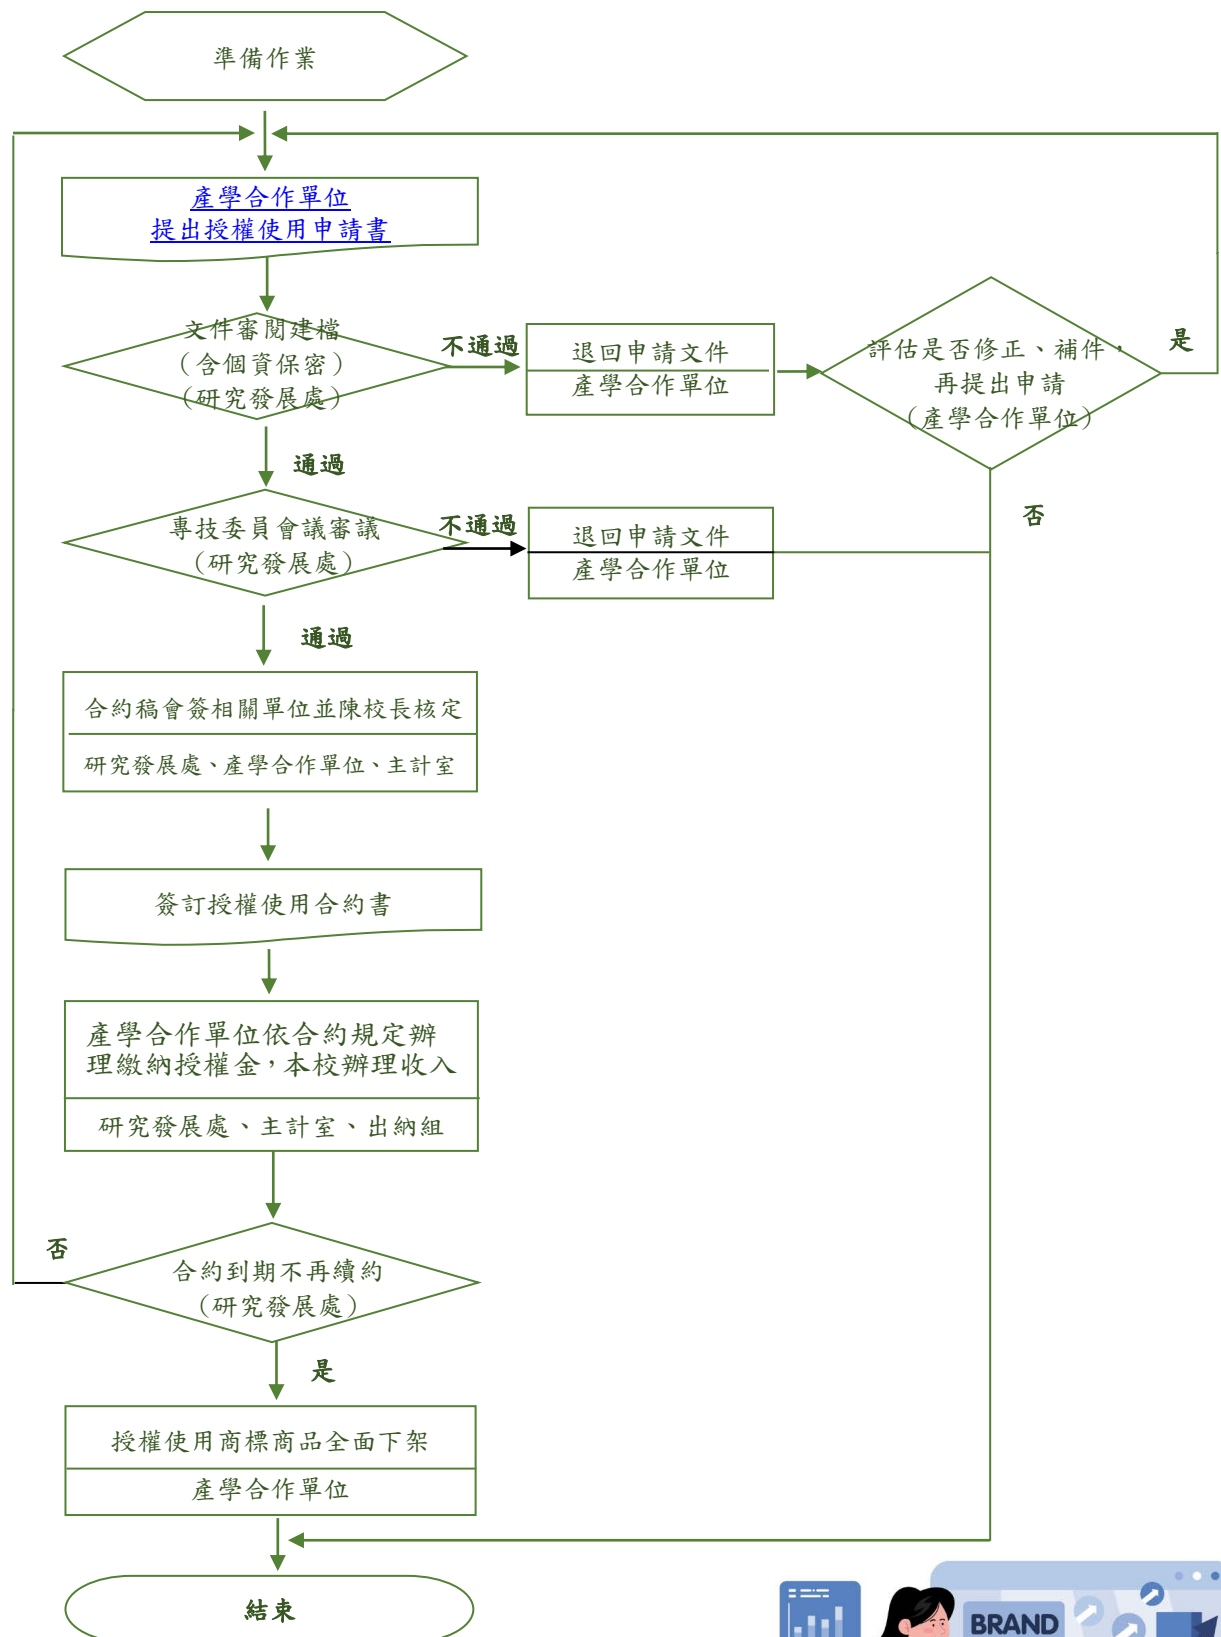 準備作業
產學合作單位
提出授權使用申請書
文件審閱建檔
（含個資保密）
（研究發展處）
不通過
退回申請文件
產學合作單位
評估是否修正、補件，
再提出申請
（產學合作單位）
是
否
通過
專技委員會議審議
（研究發展處）
不通過
退回申請文件
產學合作單位
通過
合約稿會簽相關單位並陳校長核定
研究發展處、產學合作單位、主計室
簽訂授權使用合約書
產學合作單位依合約規定辦
理繳納授權金，本校辦理收入
研究發展處、主計室、出納組
否
合約到期不再續約
（研究發展處）
是
授權使用商標商品全面下架
產學合作單位
結束
BRAND